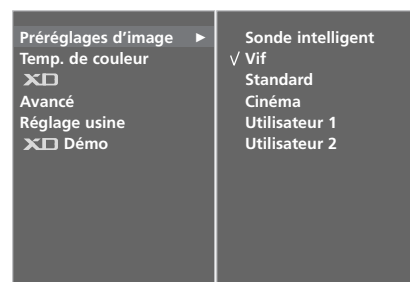 Préréglages d'image ►
Temp. de couleur
XD
Avancé
Réglage usine
XD Démo
Sonde intelligent
√ Vif
Standard
Cinéma
Utilisateur 1
Utilisateur 2